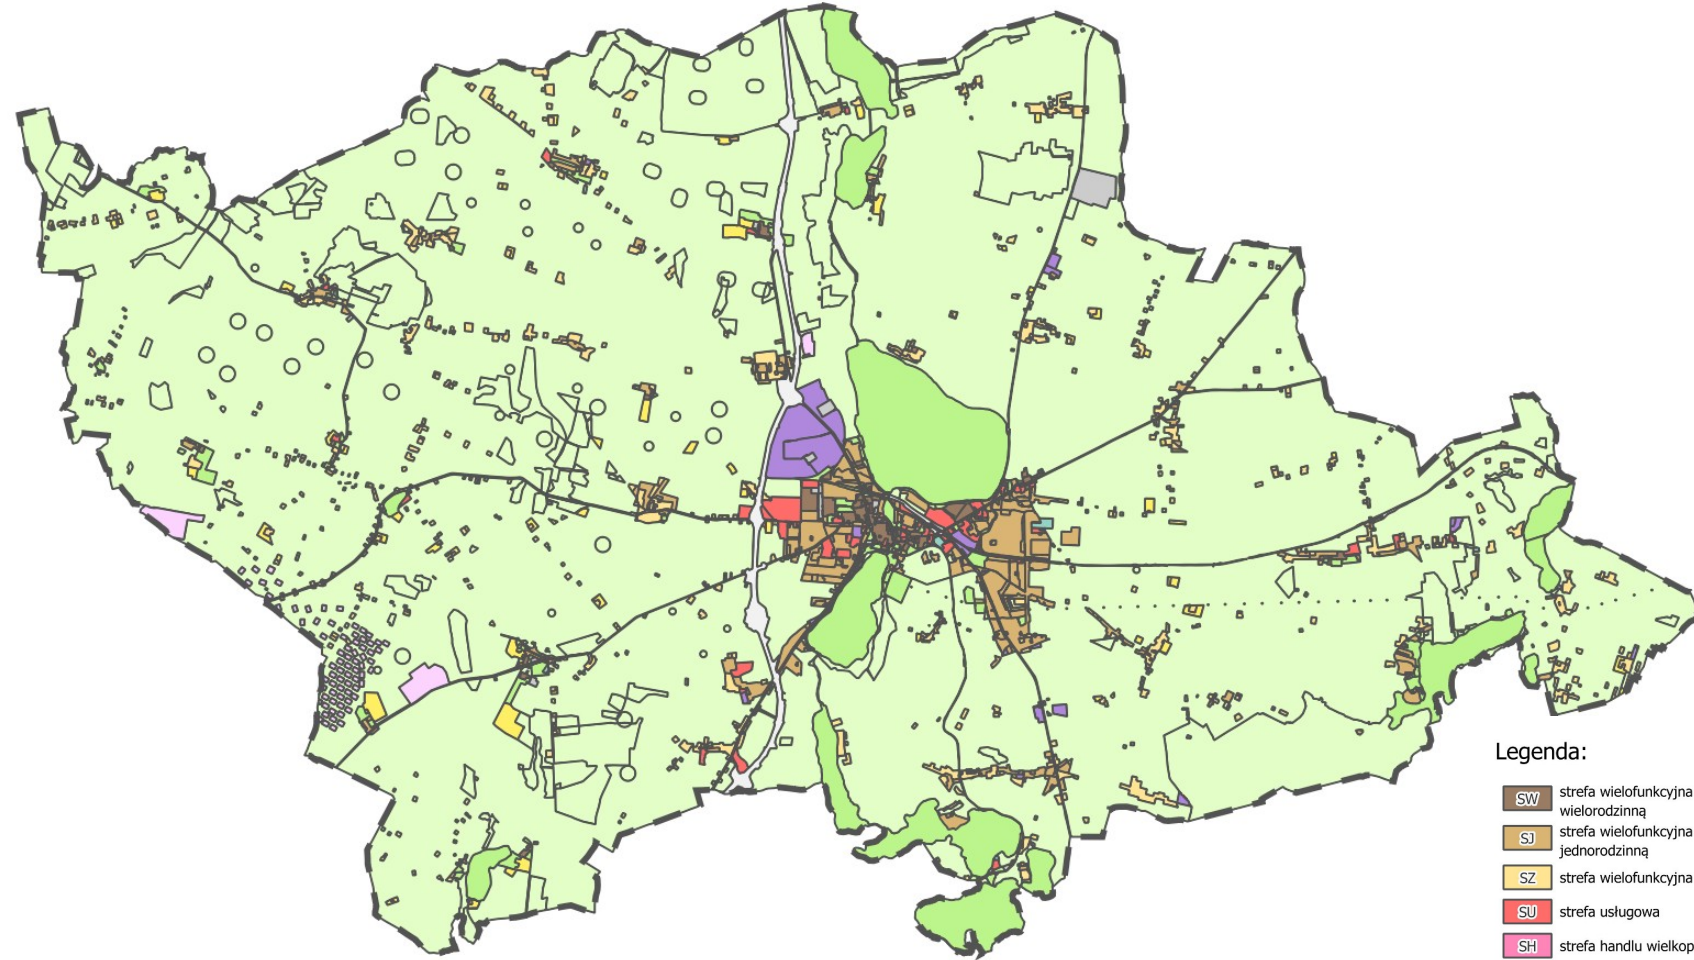 Legenda:
SW strefa wielofunkcyjna
wielorodzinną
SJ strefa wielofunkcyjna
jednorodzinną
SZ strefa wielofunkcyjna
SU strefa usługowa
SH strefa handlu wielkop